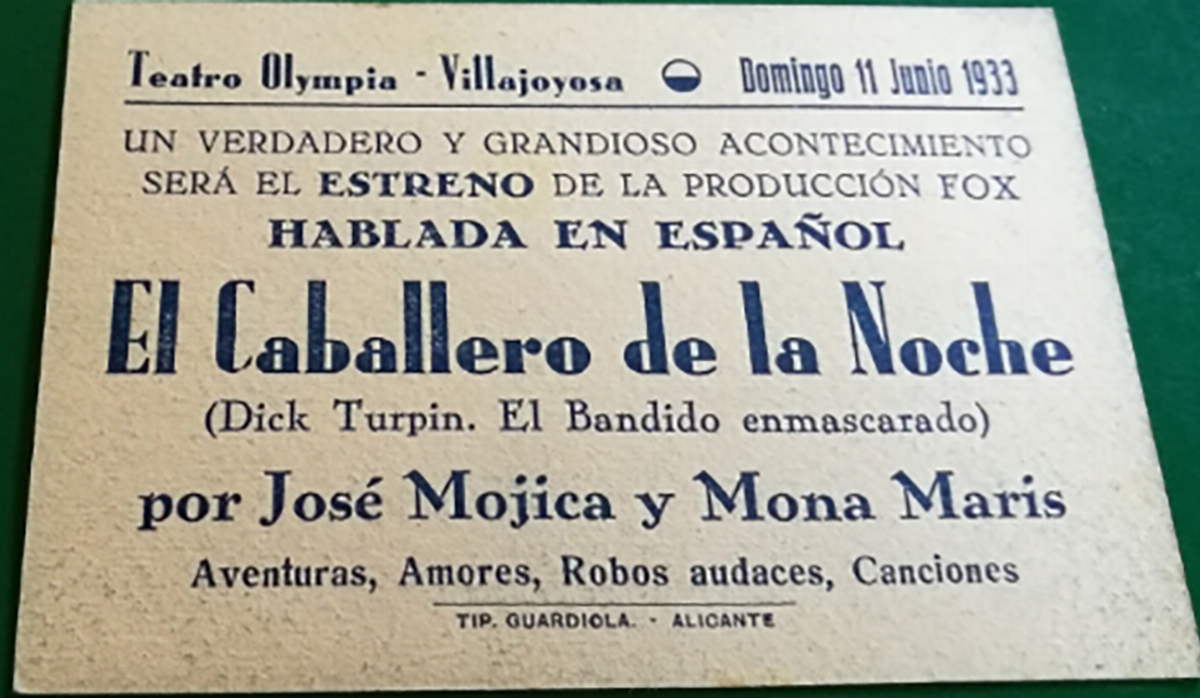 Teatro Olympia - Villajoyosa Domingo 11 Junio 1933
UN VERDADERO Y GRANDIOSO ACONTECIMIENTO
SERÁ EL ESTRENO DE LA PRODUCCIÓN FOX
HABLADA EN ESPAÑOL
El Caballero de la Noche
(Dick Turpin. El Bandido enmascarado)
por José Mojica y Mona Maris
Aventuras, Amores, Robos audaces, Canciones
TIP. GUARDIOLA. - ALICANTE